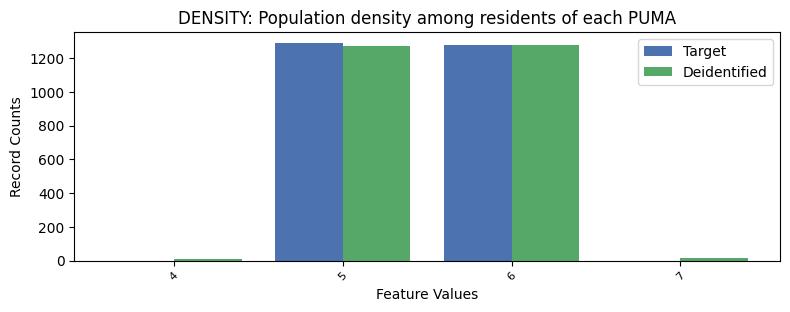 DENSITY: Population density among residents of each PUMA
Target
Deidentified
Record Counts
1200
1000
800
600
400
200
0
4
5
6
7
Feature Values